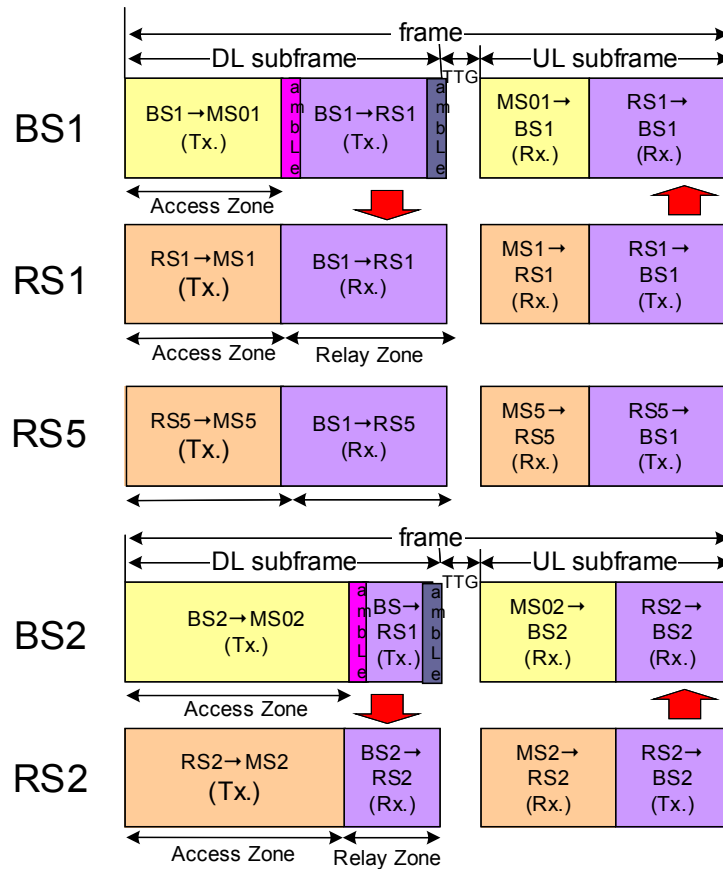 frame
DL subframe
TTG
UL subframe
BS1
BS1→MS01
(Tx.)
a
m
b
L
e
BS1→RS1
(Tx.)
a
m
b
L
e
MS01→
BS1
(Rx.)
RS1→
BS1
(Rx.)
Access Zone
RS1
RS1→MS1
(Tx.)
BS1→RS1
(Rx.)
MS1→
RS1
(Rx.)
RS1→
BS1
(Tx.)
Access Zone
Relay Zone
RS5
RS5→MS5
(Tx.)
BS1→RS5
(Rx.)
MS5→
RS5
(Rx.)
RS5→
BS1
(Tx.)
frame
DL subframe
TTG
UL subframe
BS2
BS2→MS02
(Tx.)
a
m
b
L
e
BS→
RS1
(Tx.)
a
m
b
L
e
MS02→
BS2
(Rx.)
RS2→
BS2
(Rx.)
Access Zone
RS2
RS2→MS2
(Tx.)
BS2→
RS2
(Rx.)
MS2→
RS2
(Rx.)
RS2→
BS2
(Tx.)
Access Zone
Relay Zone